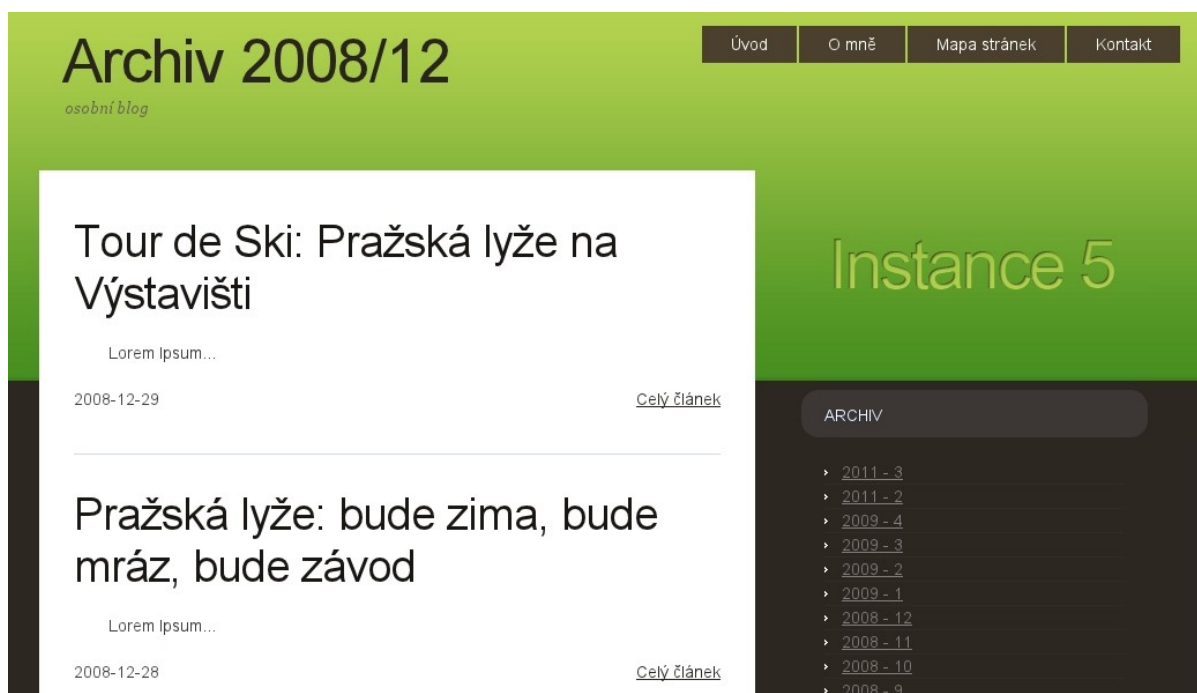 Archiv 2008/12
osobní blog
Úvod
O mně
Mapa stránek
Kontakt
Tour de Ski: Pražská lyže na
Výstavišti
Lorem Ipsum...
2008-12-29
Celý článek
Pražská lyže: bude zima, bude
mráz, bude závod
Lorem Ipsum...
2008-12-28
Celý článek
Instance 5
ARCHIV
2011 - 3
2011 - 2
2009 - 4
2009 - 3
2009 - 2
2009 - 1
2008 - 12
2008 - 11
2008 - 10
2008 - 9